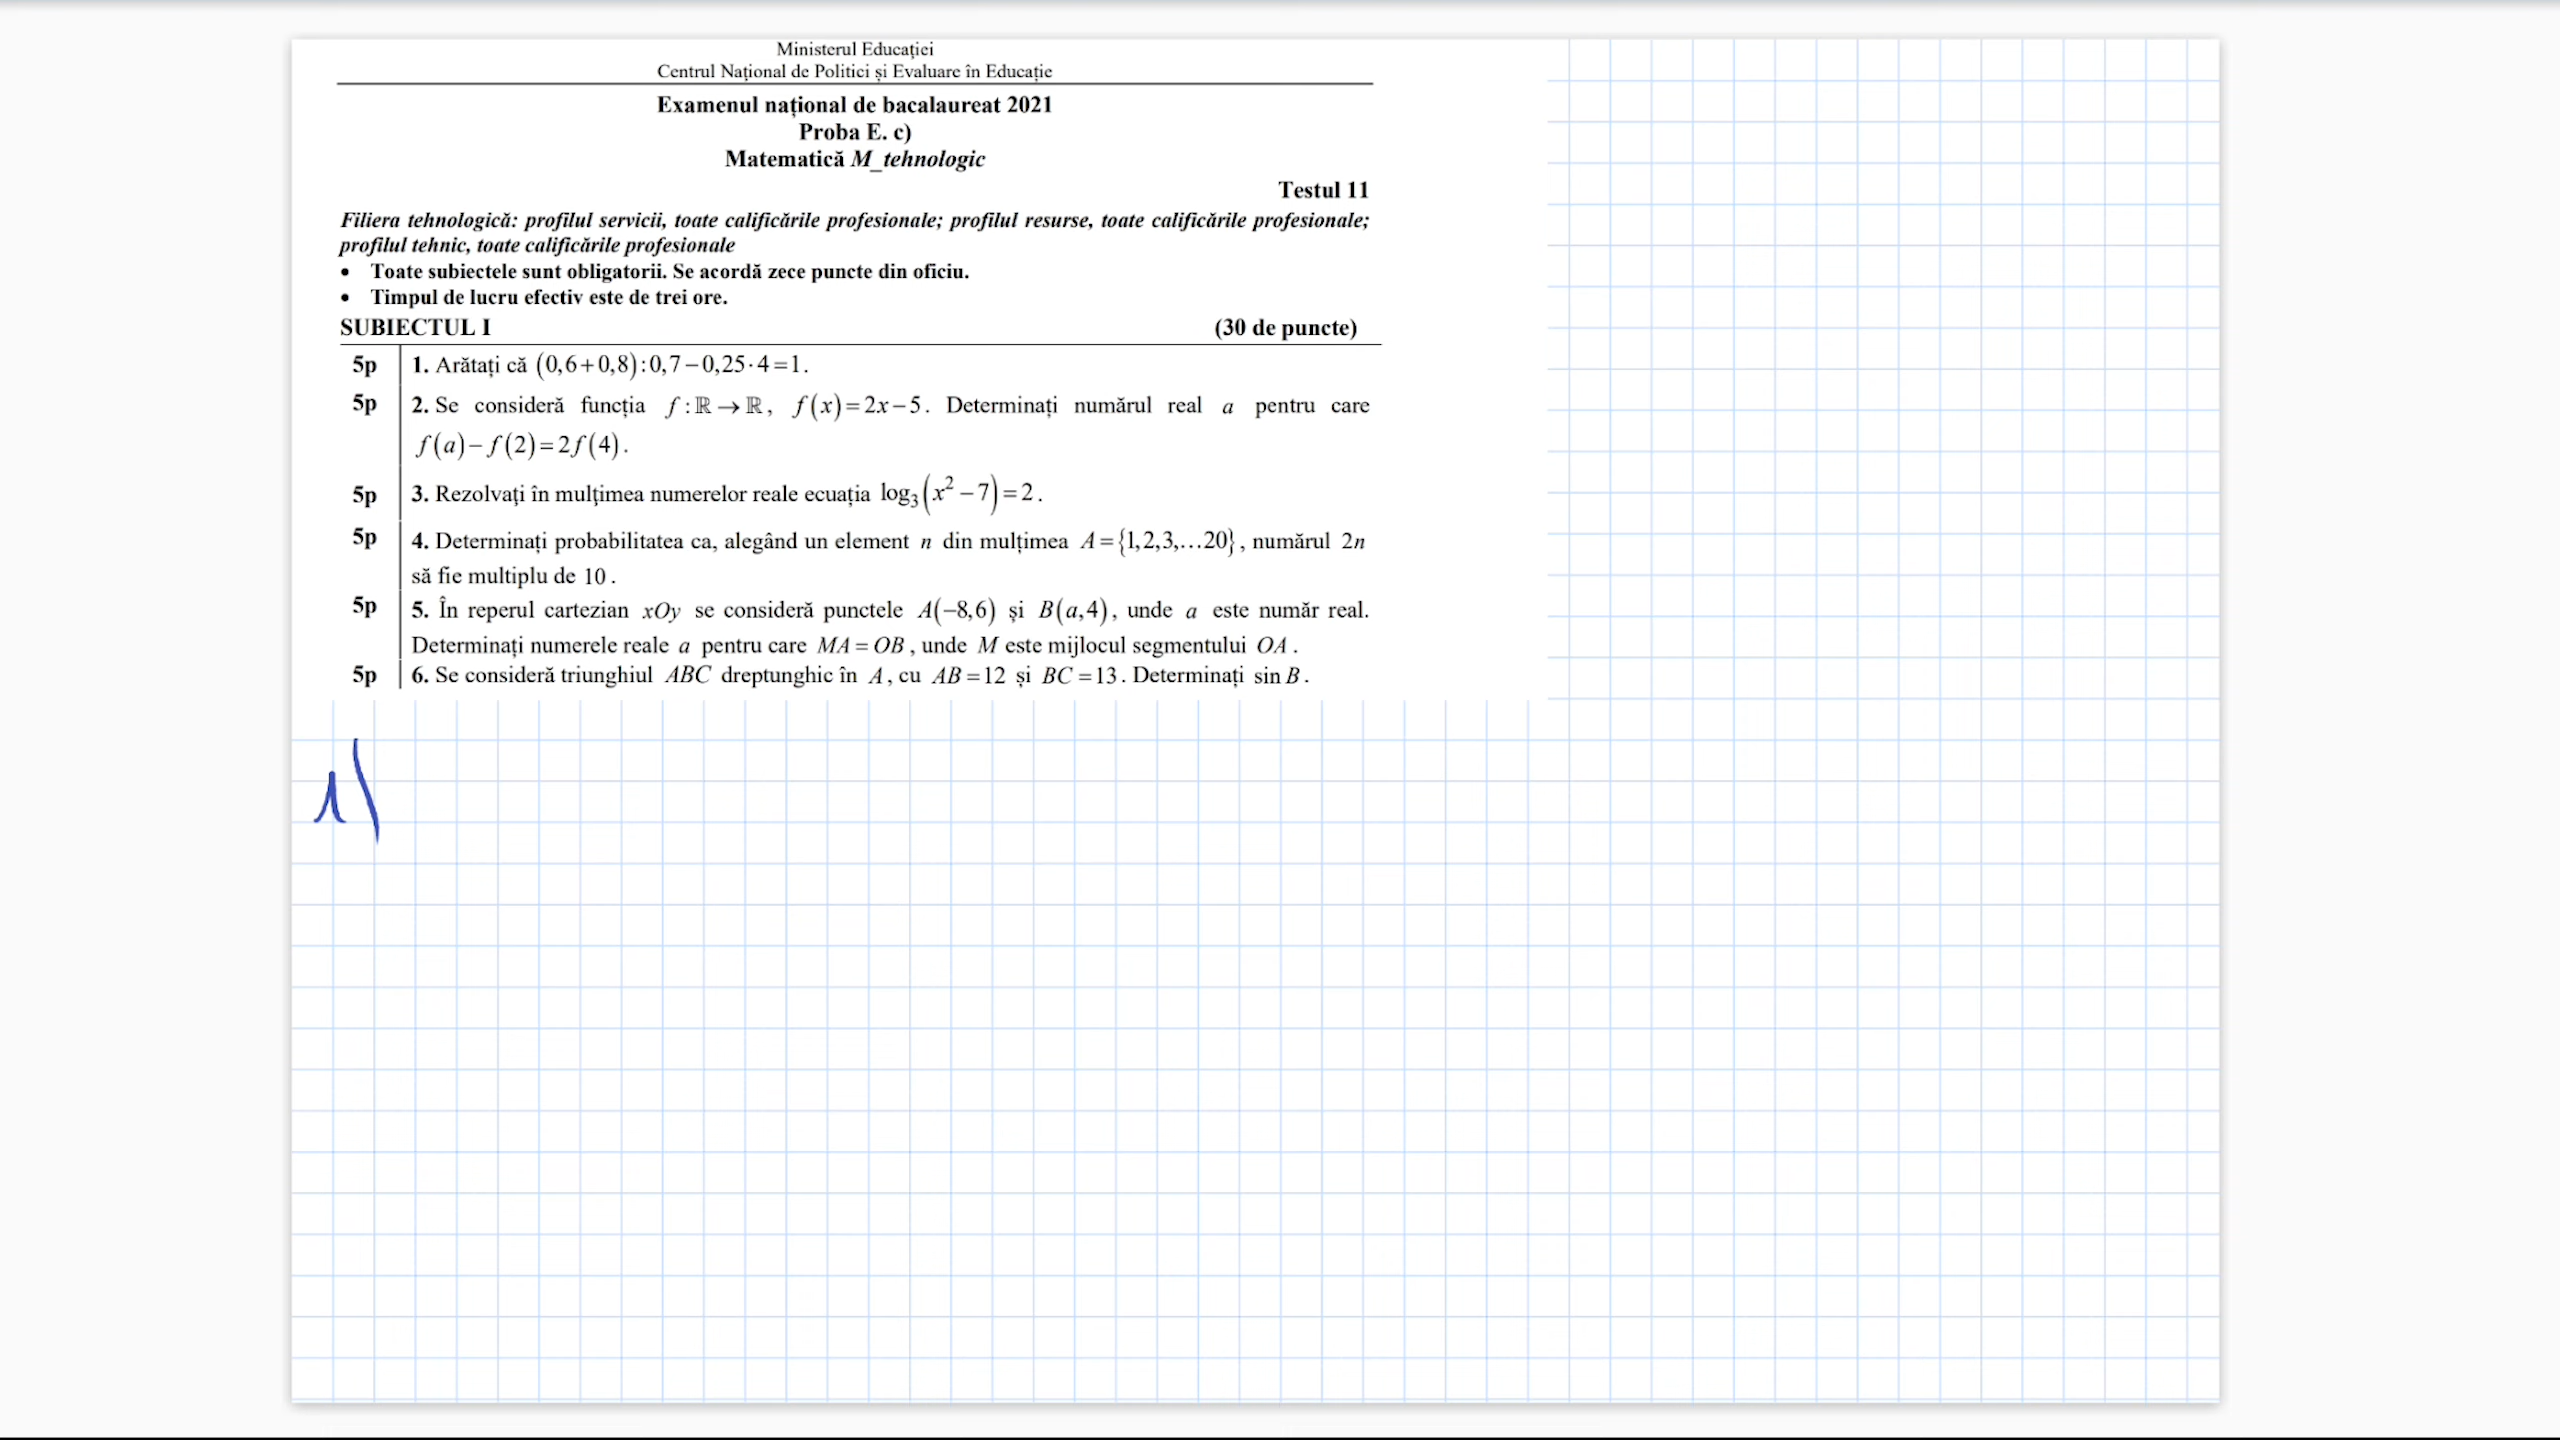 Ministerul Educației
Centrul Național de Politici și Evaluare în Educație
Examenul național de bacalaureat 2021
Proba E. c)
Matematică M_tehnologic
Testul 11
Filiera tehnologică: profilul servicii, toate calificările profesionale; profilul resurse, toate calificările profesionale;
profilul tehnic, toate calificările profesionale
• Toate subiectele sunt obligatorii. Se acordă zece puncte din oficiu.
• Timpul de lucru efectiv este de trei ore.
SUBIECTUL I (30 de puncte)
5p 1. Arătați că (0,6+0,8):0,7−0,25·4=1.
5p 2. Se consideră funcția f:ℝ→ℝ, f(x)=2x−5. Determinați numărul real a pentru care
f(a)−f(2)=2f(4).
5p 3. Rezolvați în mulțimea numerelor reale ecuația log₃(x²−7)=2.
5p 4. Determinați probabilitatea ca, alegând un element n din mulțimea A={1,2,3,…20}, numărul 2n
să fie multiplu de 10.
5p 5. În reperul cartezian xOy se consideră punctele A(−8,6) și B(a,4), unde a este număr real.
Determinați numerele reale a pentru care MA=OB, unde M este mijlocul segmentului OA.
5p 6. Se consideră triunghiul ABC dreptunghic în A, cu AB=12 și BC=13. Determinați sin B.
1)